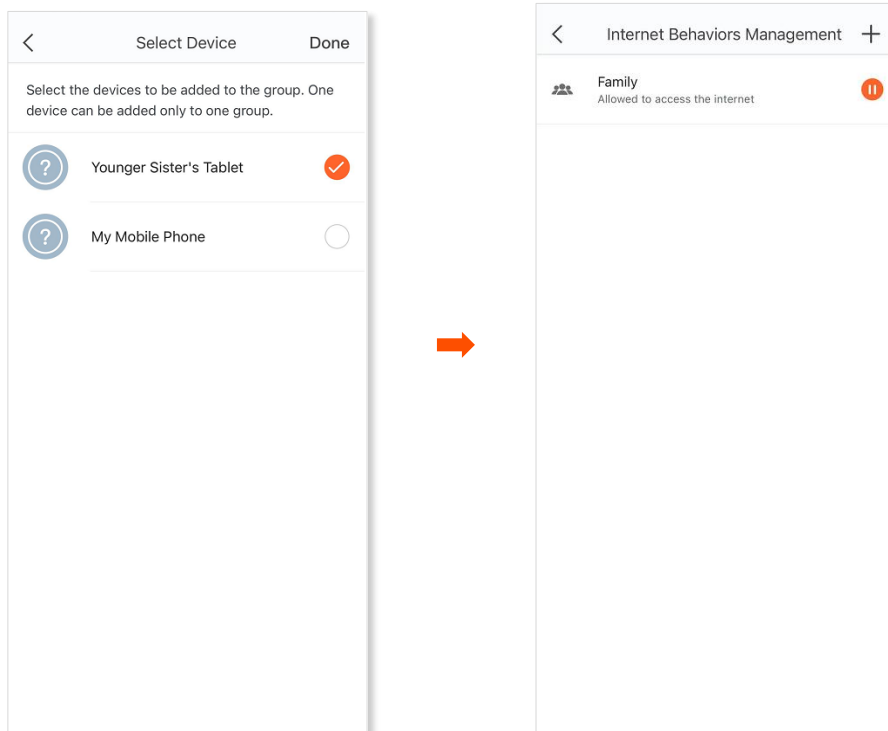 Select Device
Done
Select the devices to be added to the group. One
device can be added only to one group.
Younger Sister's Tablet
My Mobile Phone
Internet Behaviors Management
Family
Allowed to access the internet